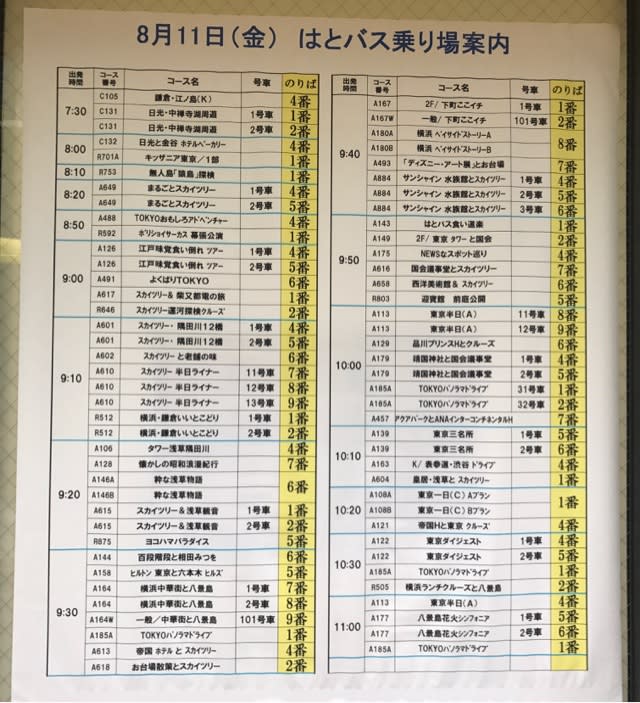 8月11日(金) はとバス乗り場案内
出発時間 コース番号 コース名 号車 のりば
7:30 C105 鎌倉・江ノ島(K) 4番
C131 日光・中禅寺湖周遊 1号車 1番
C131 日光・中禅寺湖周遊 2号車 2番
8:00 C132 日光と金谷 ホテルベーカリー 4番
R701A キッザニア東京/1部 1番
8:10 R753 無人島「猿島」探検 1番
8:20 A649 まるごとスカイツリー 1号車 4番
A649 まるごとスカイツリー 2号車 5番
8:50 A488 TOKYOおもしろアドベンチャー 4番
R592 ボリショイサーカス 幕張公演 1番
9:00 A126 江戸味覚食い倒れ ツアー 1号車 4番
A126 江戸味覚食い倒れ ツアー 2号車 5番
A491 よくばりTOKYO 6番
A617 スカイツリー& 柴又都電の旅 1番
R646 スカイツリー運河探検クルーズ 2番
9:10 A601 スカイツリー・ 隅田川12橋 1号車 4番
A601 スカイツリー・ 隅田川12橋 2号車 5番
A602 スカイツリー と老舗の味 6番
A610 スカイツリー 半日ライナー 11号車 7番
A610 スカイツリー 半日ライナー 12号車 8番
A610 スカイツリー 半日ライナー 13号車 9番
R512 横浜・鎌倉いいとこどり 1号車 1番
R512 横浜・鎌倉いいとこどり 2号車 2番
9:20 A106 タワー浅草隅田川 4番
A128 懐かしの昭和浪漫紀行 7番
A146A 粋な浅草物語 6番
A146B 粋な浅草物語
A615 スカイツリー&浅草観音 1号車 1番
A615 スカイツリー&浅草観音 2号車 2番
R875 ヨコハマパラダイス 5番
9:30 A144 百段階段と相田みつを 6番
A158 ヒルトン 東京と六本木 ヒルズ 5番
A164 横浜中華街と八景島 1号車 7番
A164 横浜中華街と八景島 2号車 8番
A164W 一般/ 中華街と八景島 101号車 9番
A185A TOKYOパノラマドライブ 1番
A613 帝国 ホテル と スカイツリー 4番
A618 お台場散策とスカイツリー 2番
出発時間 コース番号 コース名 号車 のりば
9:40 A167 2F/ 下町ここイチ 1号車 1番
A167W 一般/ 下町ここイチ 101号車 2番
A180A 横浜 ベイサイドストーリーA 8番
A180B 横浜 ベイサイドストーリーB
A493 「ディズニー・アート展」とお台場 7番
A884 サンシャイン 水族館とスカイツリー 1号車 4番
A884 サンシャイン 水族館とスカイツリー 2号車 5番
A884 サンシャイン 水族館とスカイツリー 3号車 6番
9:50 A143 はとバス食い道楽 1番
A149 2F/ 東京 タワー と国会 2番
A175 NEWSなスポット巡り 4番
A616 国会議事堂とスカイツリー 7番
A658 西洋美術館& スカイツリー 6番
R803 迎賓館 前庭公開 5番
10:00 A113 東京半日(A) 11号車 8番
A113 東京半日(A) 12号車 9番
A129 品川プリンスHとクルーズ 6番
A179 靖国神社と国会議事堂 1号車 4番
A179 靖国神社と国会議事堂 2号車 5番
A185A TOKYOパノラマドライブ 31号車 1番
A185A TOKYOパノラマドライブ 32号車 2番
A457 アクアパークとANAインターコンチネンタルH 7番
10:10 A139 東京三名所 1号車 5番
A139 東京三名所 2号車 6番
A163 K/ 表参道・渋谷 ドライブ 4番
A604 皇居・浅草と スカイツリー 1番
10:20 A108A 東京一日(C)Aプラン 1番
A108B 東京一日(C)Bプラン
A121 帝国Hと東京 クルーズ 4番
10:30 A122 東京ダイジェスト 1号車 4番
A122 東京ダイジェスト 2号車 5番
A185A TOKYOパノラマドライブ 1番
R505 横浜ランチクルーズと八景島 2番
11:00 A113 東京半日(A) 4番
A177 八景島花火シンフォニア 1号車 5番
A177 八景島花火シンフォニア 2号車 6番
A185A TOKYOパノラマドライブ 1番